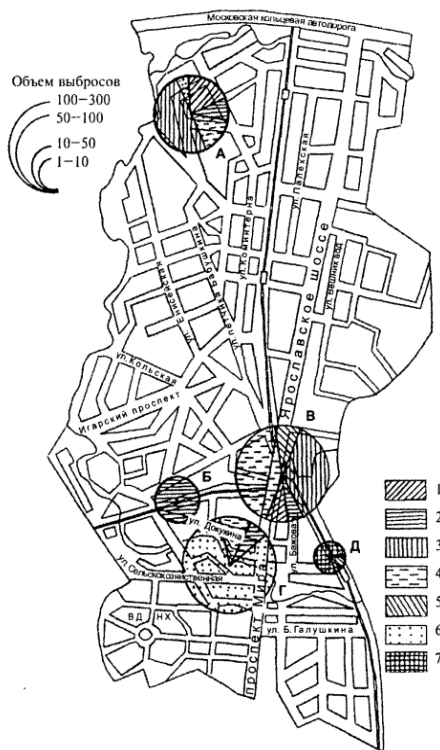 Московская кольцевая автодорога
Объем выбросов
100—300
50—100
10—50
1—10
А
ул. Палехская
ул. Коминтерна
ул. Летчика Бабушкина
ул. Енисейская
ул. Вешних вод
Ярославское шоссе
ул. Кольская
Игарский проспект
В
Б
ул. Докукина
ул. Бажова
Д
ул. Сельскохозяйственная
Г
ВДНХ
проспект Мира
ул. Б. Галушкина
1
2
3
4
5
6
7